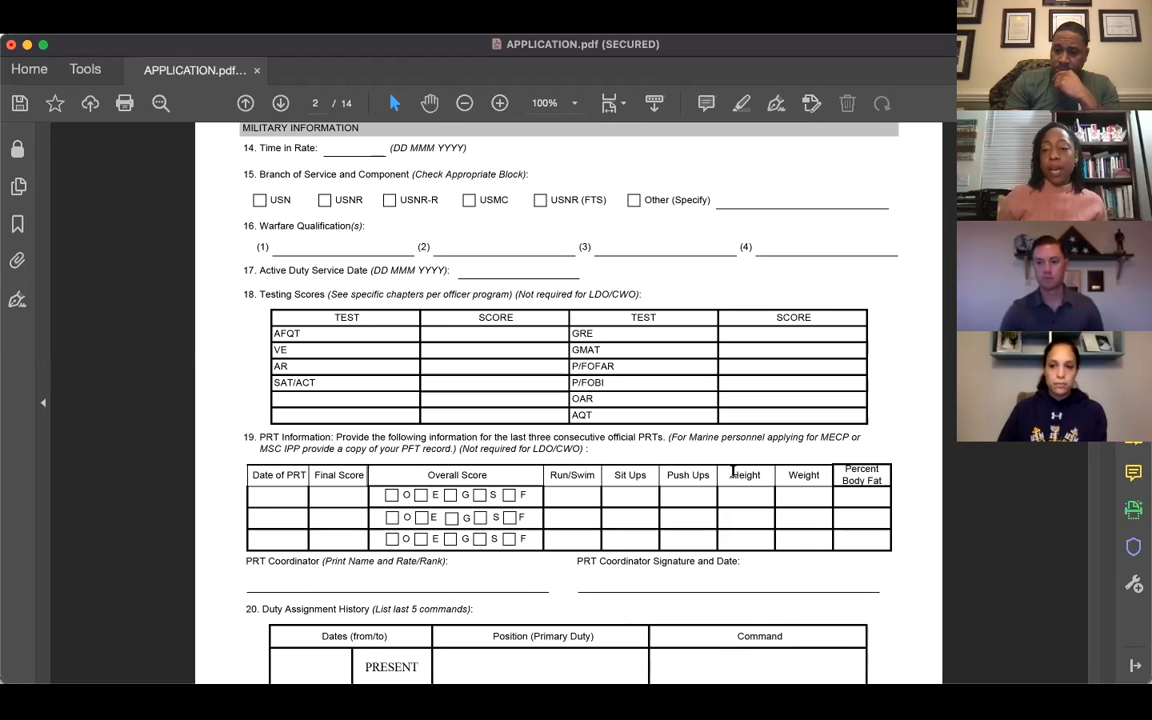 APPLICATION.pdf (SECURED)
Home Tools APPLICATION.pdf... ×
2 / 14 100%
MILITARY INFORMATION
14. Time in Rate: ________ (DD MMM YYYY)
15. Branch of Service and Component (Check Appropriate Block):
USN USNR USNR-R USMC USNR (FTS) Other (Specify)
16. Warfare Qualification(s):
(1) (2) (3) (4)
17. Active Duty Service Date (DD MMM YYYY):
18. Testing Scores (See specific chapters per officer program) (Not required for LDO/CWO):
TEST SCORE TEST SCORE
AFQT GRE
VE GMAT
AR P/FOFAR
SAT/ACT P/FOBI
OAR
AQT
19. PRT Information: Provide the following information for the last three consecutive official PRTs. (For Marine personnel applying for MECP or
MSC IPP provide a copy of your PFT record.) (Not required for LDO/CWO) :
Date of PRT Final Score Overall Score Run/Swim Sit Ups Push Ups Height Weight Percent
Body Fat
O E G S F
O E G S F
O E G S F
PRT Coordinator (Print Name and Rate/Rank): PRT Coordinator Signature and Date:
20. Duty Assignment History (List last 5 commands):
Dates (from/to) Position (Primary Duty) Command
PRESENT